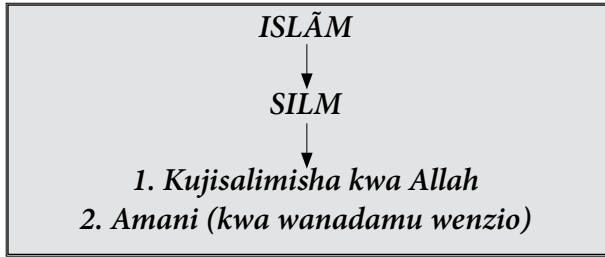 ISLÃM
SILM
1. Kujisalimisha kwa Allah
2. Amani (kwa wanadamu wenzio)